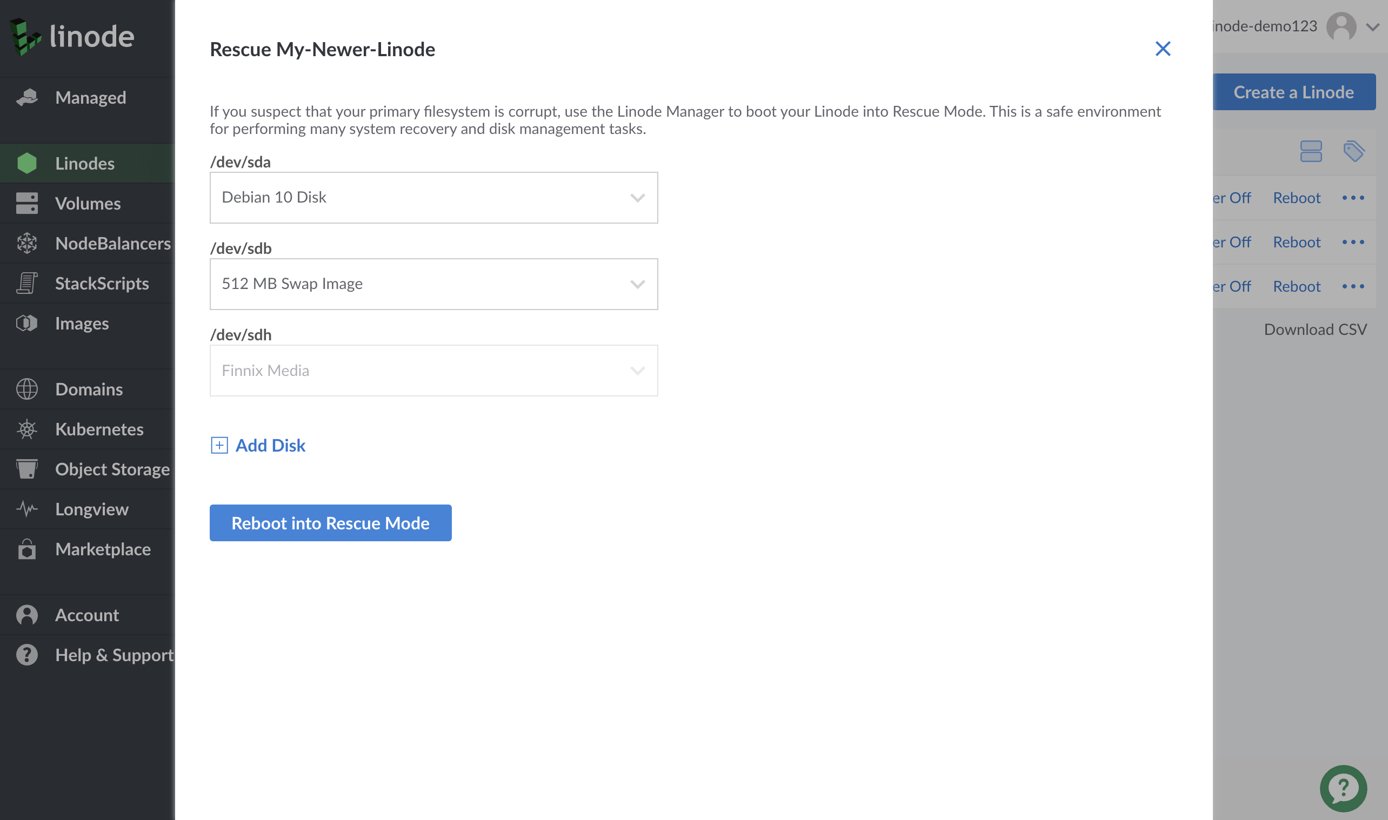 linode
Managed
Linodes
Volumes
NodeBalancers
StackScripts
Images
Domains
Kubernetes
Object Storage
Longview
Marketplace
Account
Help & Support
Rescue My-Newer-Linode
If you suspect that your primary filesystem is corrupt, use the Linode Manager to boot your Linode into Rescue Mode. This is a safe environment
for performing many system recovery and disk management tasks.
/dev/sda
Debian 10 Disk
/dev/sdb
512 MB Swap Image
/dev/sdh
Finnix Media
Add Disk
Reboot into Rescue Mode
inode-demo123
Create a Linode
er Off Reboot
er Off Reboot
er Off Reboot
Download CSV